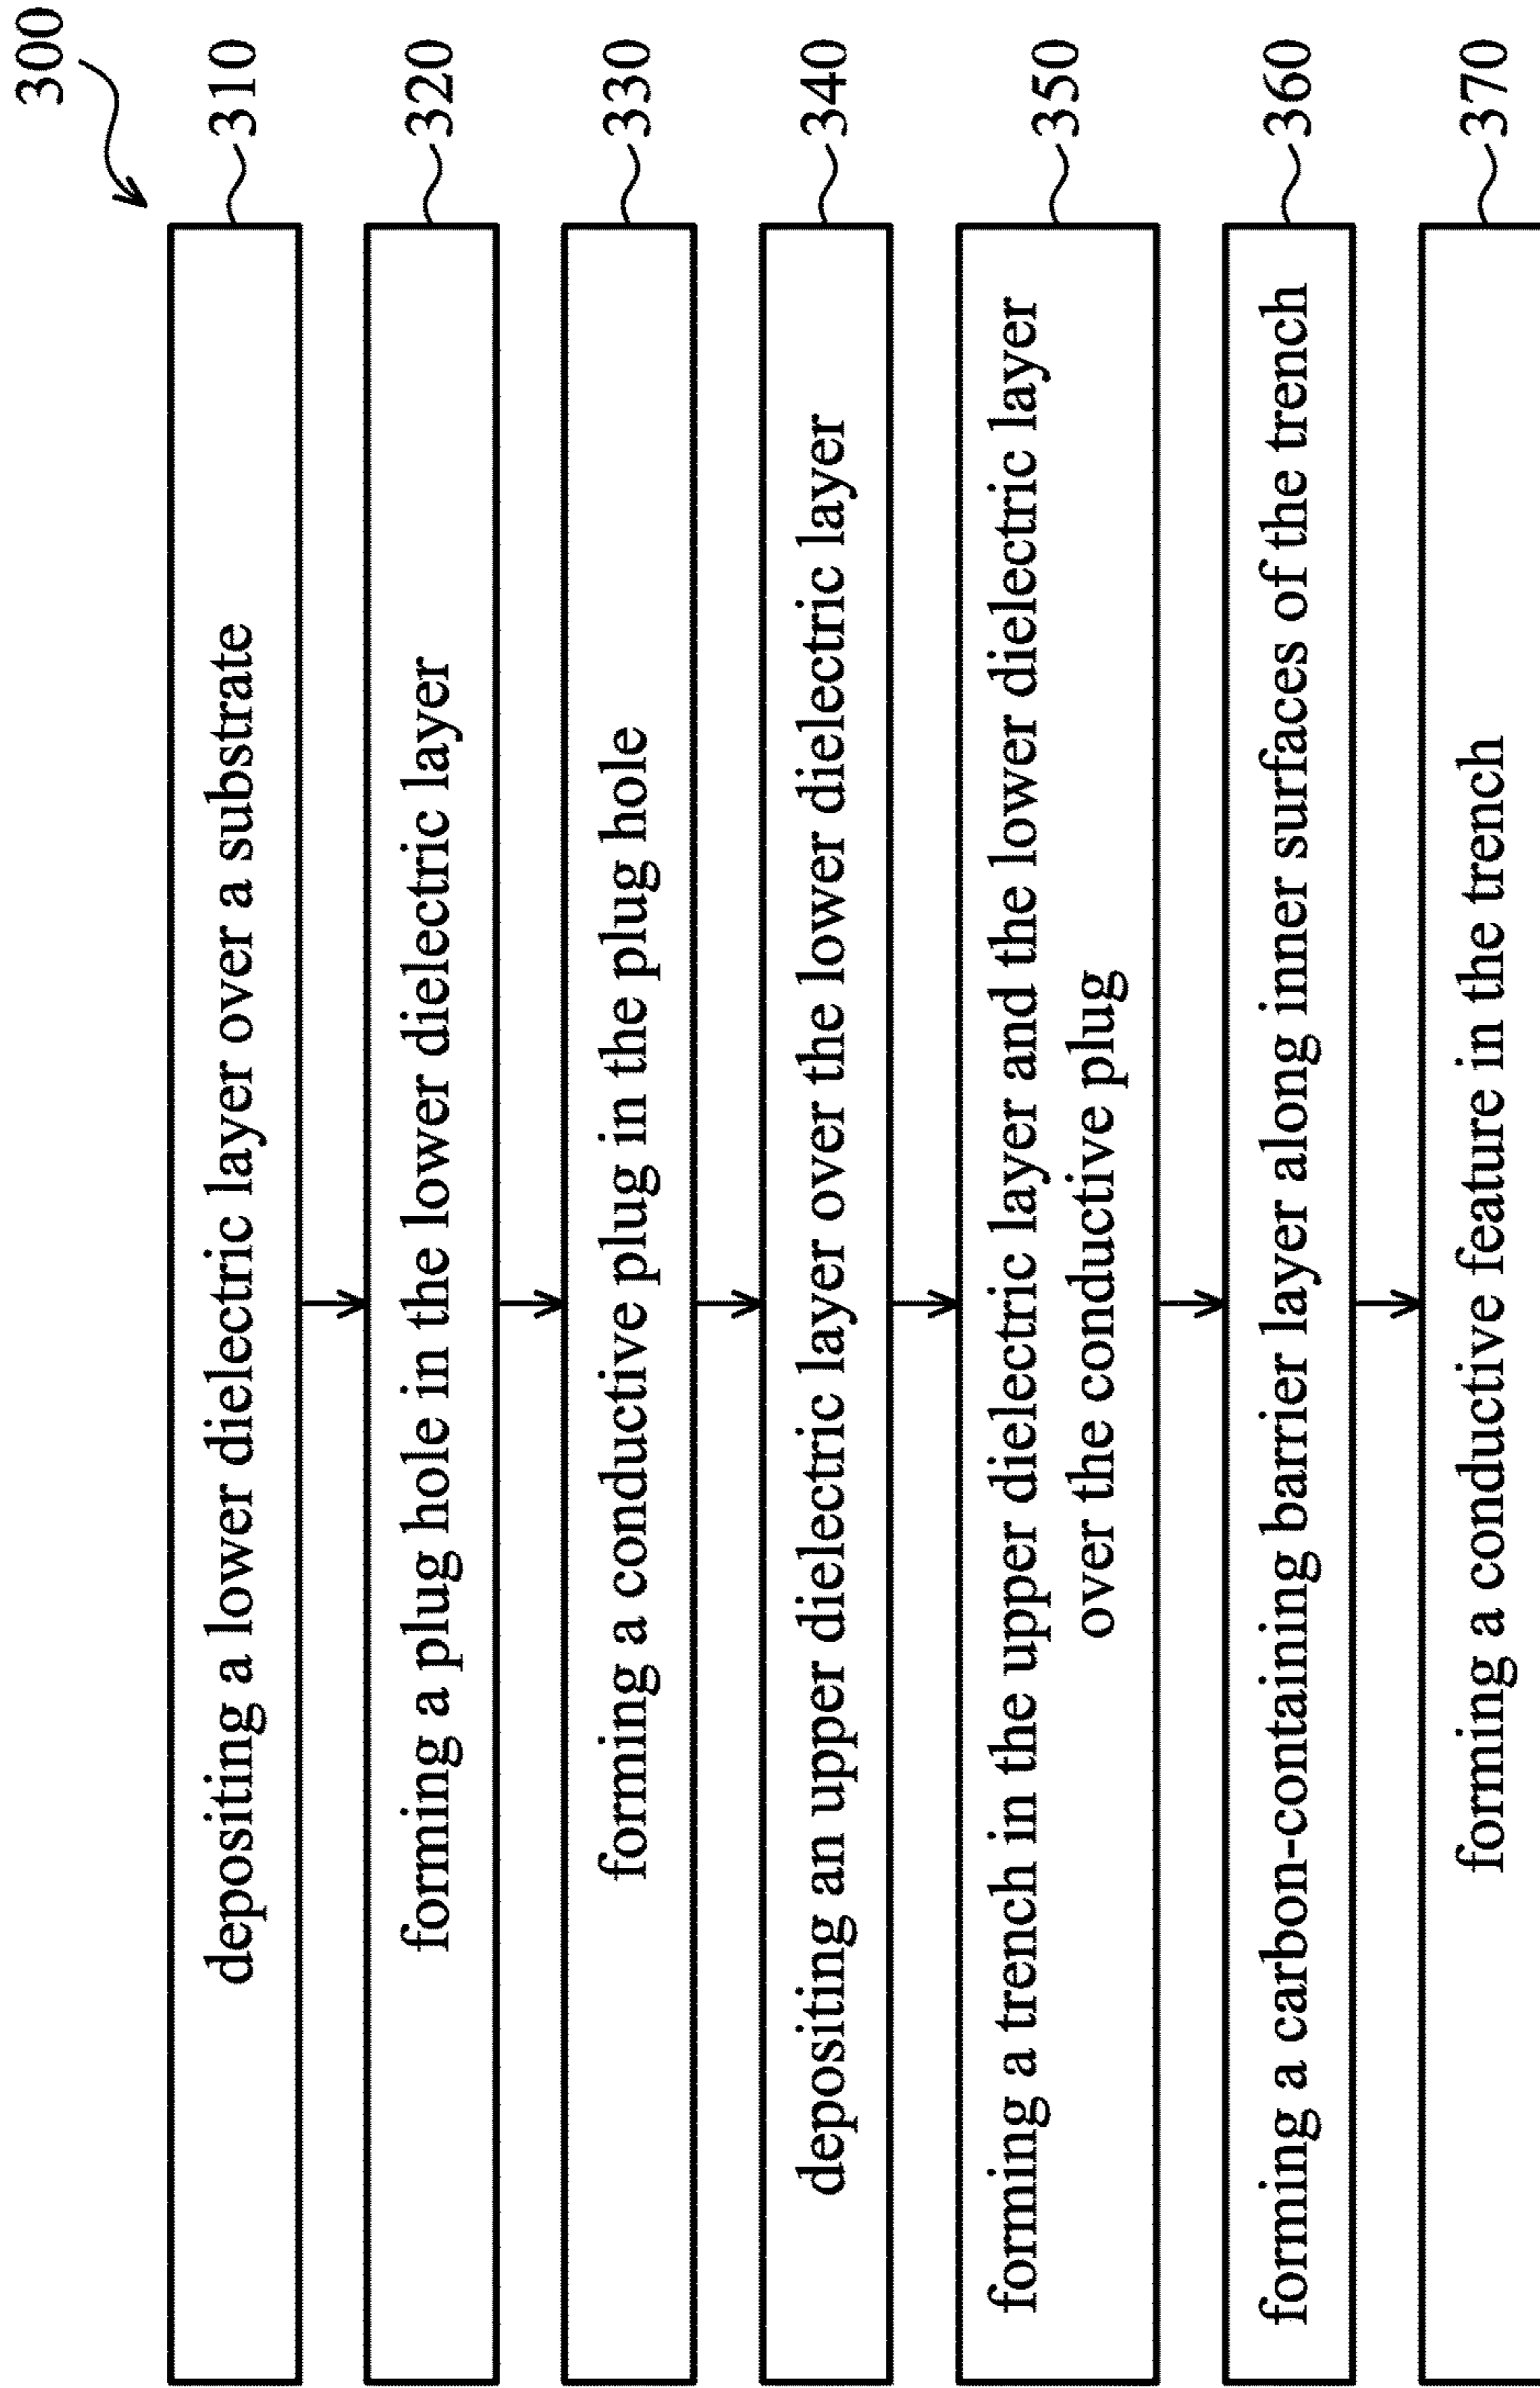 300
depositing a lower dielectric layer over a substrate
310
forming a plug hole in the lower dielectric layer
320
forming a conductive plug in the plug hole
330
depositing an upper dielectric layer over the lower dielectric layer
340
forming a trench in the upper dielectric layer and the lower dielectric layer
over the conductive plug
350
forming a carbon-containing barrier layer along inner surfaces of the trench
360
forming a conductive feature in the trench
370